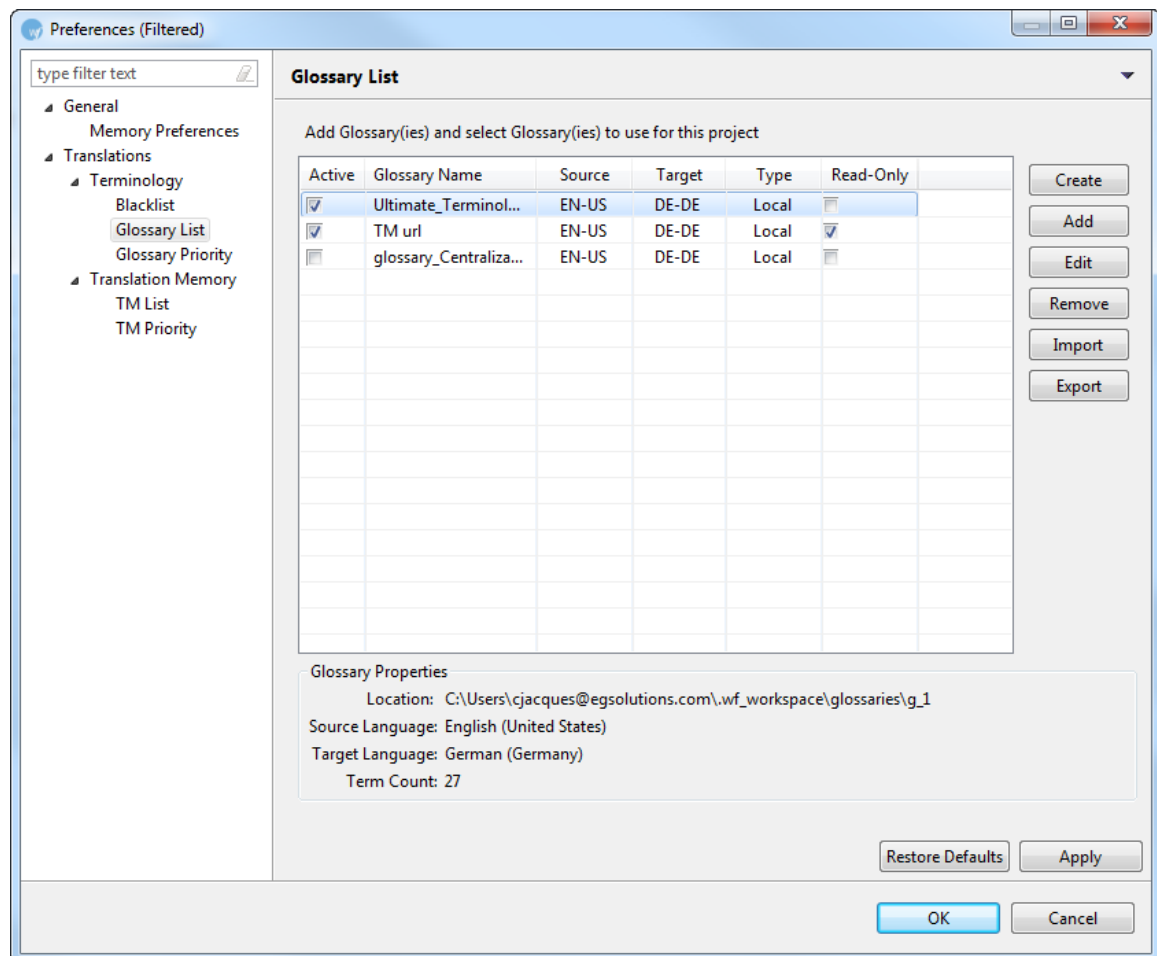 Preferences (Filtered)
type filter text
General
Memory Preferences
Translations
Terminology
Blacklist
Glossary List
Glossary Priority
Translation Memory
TM List
TM Priority
Glossary List
Add Glossary(ies) and select Glossary(ies) to use for this project
Active Glossary Name Source Target Type Read-Only
Ultimate_Terminol... EN-US DE-DE Local
TM url EN-US DE-DE Local
glossary_Centraliza... EN-US DE-DE Local
Create
Add
Edit
Remove
Import
Export
Glossary Properties
Location: C:\Users\cjacques@egsolutions.com\.wf_workspace\glossaries\g_1
Source Language: English (United States)
Target Language: German (Germany)
Term Count: 27
Restore Defaults Apply
OK Cancel